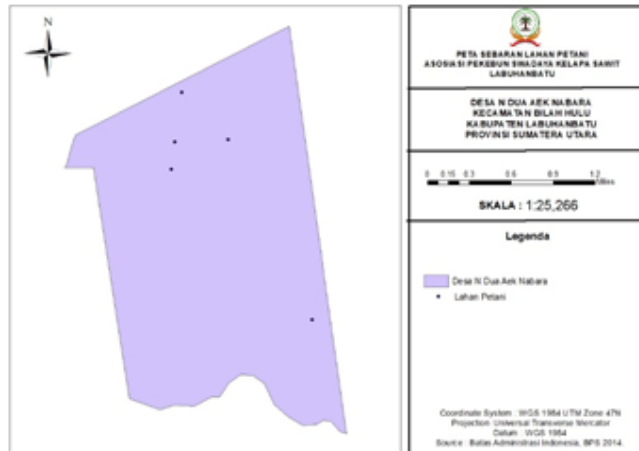 N
PETA SEBARAN LAHAN PETANI
ASOSIASI PEKEBUN SWADAYA KELAPA SAWIT
LABUHANBATU
DESA N DUA AEK NABARA
KECAMATAN BILAH HULU
KABUPATEN LABUHANBATU
PROVINSI SUMATERA UTARA
0 0.15 0.3 0.6 0.9 1.2
Miles
SKALA : 1:25,266
Legenda
Desa N Dua Aek Nabara
Lahan Petani
Coordinate System : WGS 1984 UTM Zone 47N
Projection: Universal Transverse Mercator
Datum : WGS 1984
Source : Batas Administrasi Indonesia, BPS 2014.